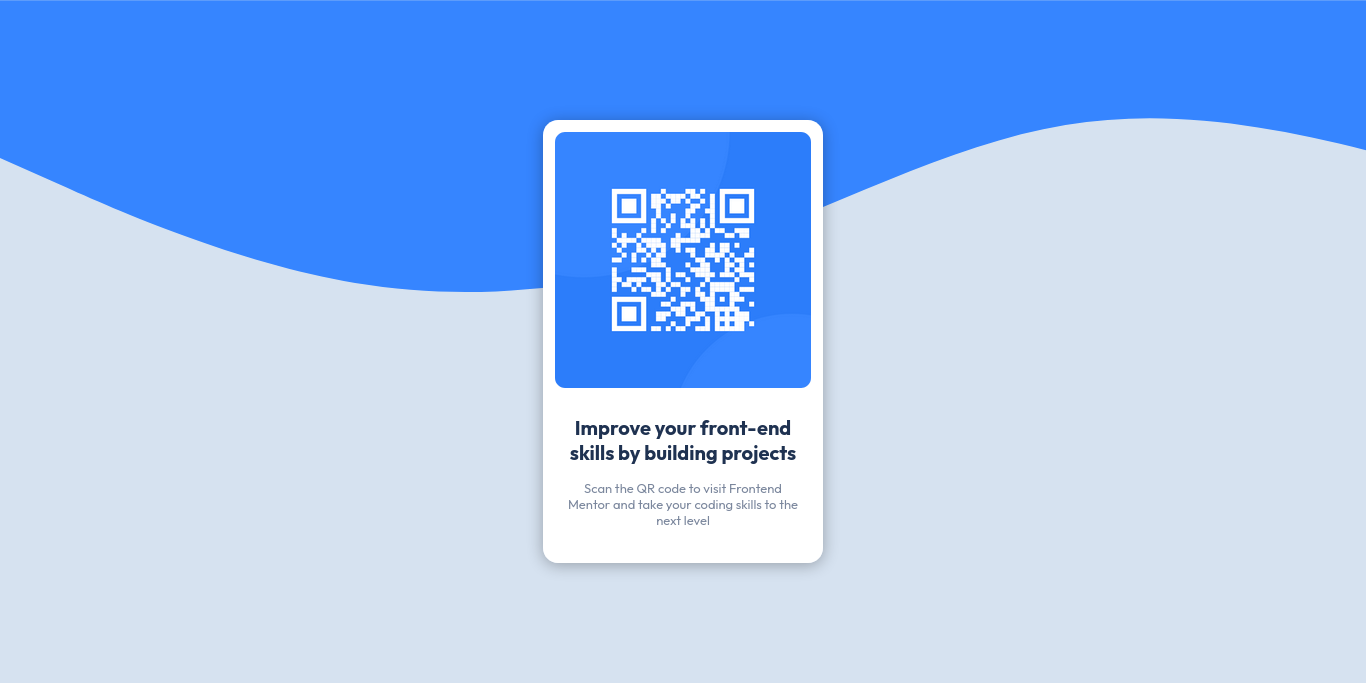 Improve your front-end
skills by building projects
Scan the QR code to visit Frontend
Mentor and take your coding skills to the
next level